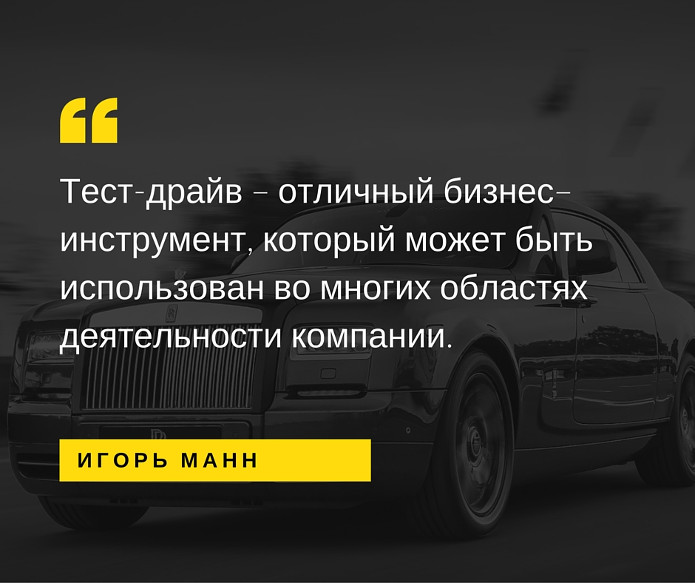 Тест-драйв – отличный бизнес–
инструмент, который может быть
использован во многих областях
деятельности компании.
ИГОРЬ МАНН